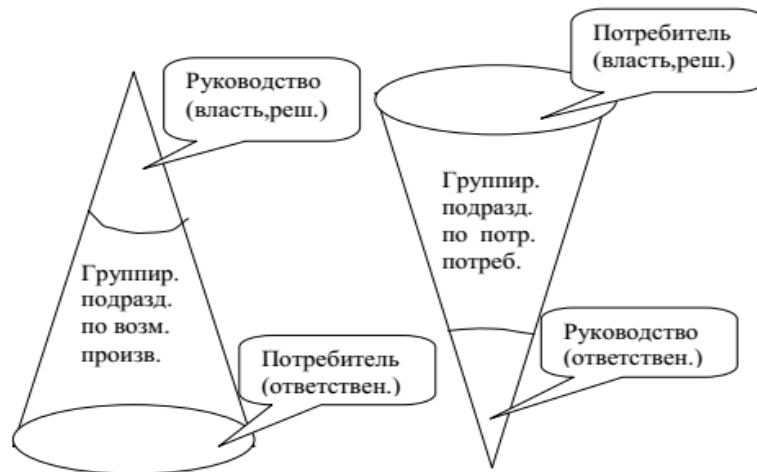 Руководство
(власть,реш.)
Группир.
подразд.
по возм.
произв.
Потребитель
(ответствен.)
Потребитель
(власть,реш.)
Группир.
подразд.
по потр.
потреб.
Руководство
(ответствен.)